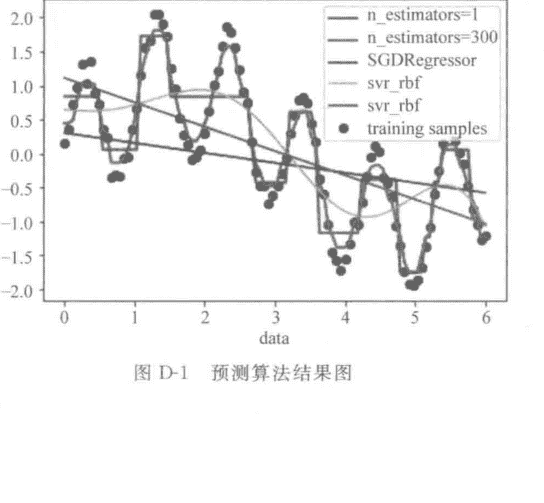 2.0
1.5
1.0
0.5
0.0
−0.5
−1.0
−1.5
−2.0
n_estimators=1
n_estimators=300
SGDRegressor
svr_rbf
svr_rbf
training samples
0 1 2 3 4 5 6
data
图 D-1 预测算法结果图